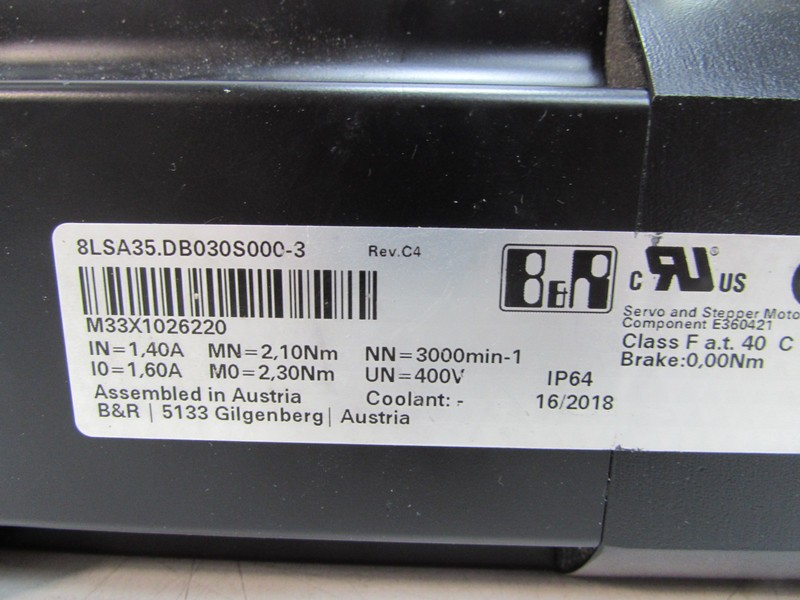 8LSA35.DB030S000-3 Rev.C4
B&R
c RU ® US
M33X1026220
Servo and Stepper Moto
Component E360421
IN=1,40A MN=2,10Nm NN=3000min-1
Class F a.t. 40 C
I0=1,60A M0=2,30Nm UN=400V IP64
Brake:0,00Nm
Assembled in Austria Coolant: - 16/2018
B&R | 5133 Gilgenberg | Austria